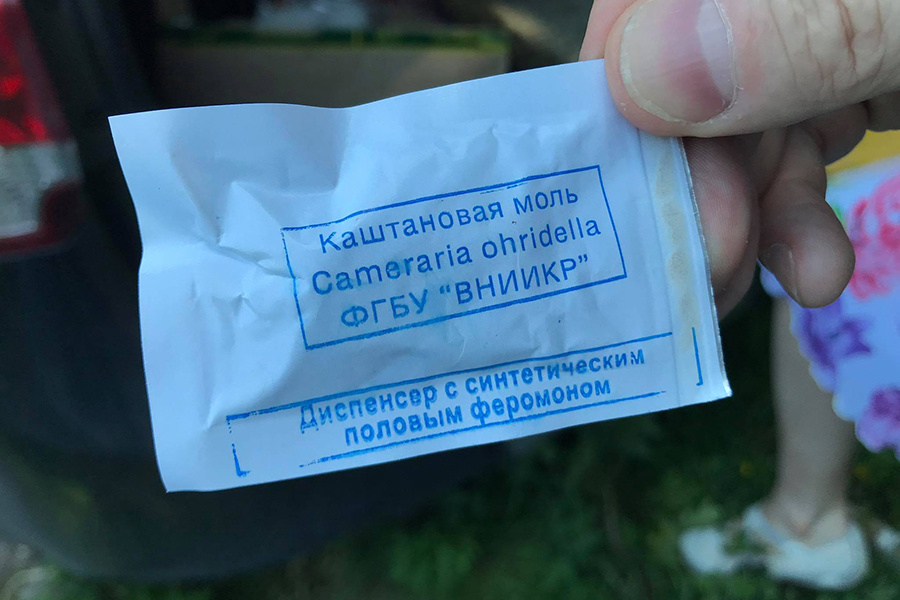 Каштановая моль
Cameraria ohridella
ФГБУ "ВНИИКР"
Диспенсер с синтетическим
половым феромоном